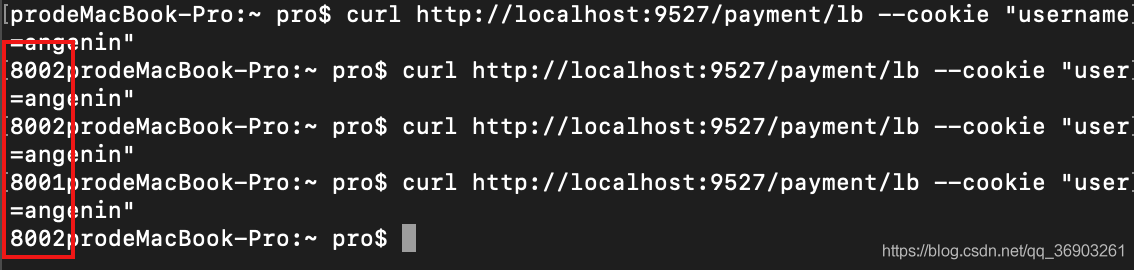 [prodeMacBook-Pro:~ pro$ curl http://localhost:9527/payment/lb --cookie "username]
=angenin"
[8002prodeMacBook-Pro:~ pro$ curl http://localhost:9527/payment/lb --cookie "user]
=angenin"
[8002prodeMacBook-Pro:~ pro$ curl http://localhost:9527/payment/lb --cookie "user]
=angenin"
[8001prodeMacBook-Pro:~ pro$ curl http://localhost:9527/payment/lb --cookie "user]
=angenin"
8002prodeMacBook-Pro:~ pro$
https://blog.csdn.net/qq_36903261